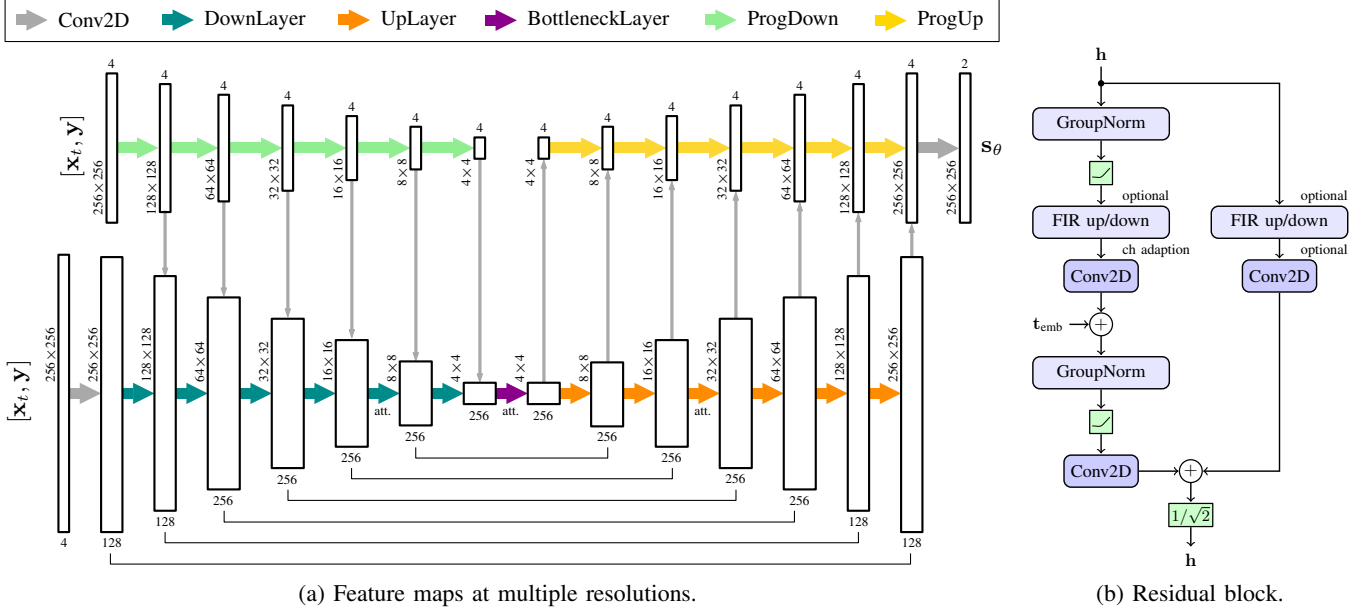 Conv2D DownLayer UpLayer BottleneckLayer ProgDown ProgUp
4 4 4 4 4 4 4 4 4 4 4 4 4 2
[x_t, y]
256×256 128×128 64×64 32×32 16×16 8×8 4×4 4×4 8×8 16×16 32×32 64×64 128×128 256×256 256×256
s_θ
[x_t, y]
256×256 256×256 128×128 64×64 32×32 16×16 8×8 4×4 4×4 8×8 16×16 32×32 64×64 128×128 256×256
att. att. att.
4 128 128 256 256 256 256 256 256 256 256 256 256 128 128
(a) Feature maps at multiple resolutions.
h
GroupNorm
optional optional
FIR up/down FIR up/down
ch adaption optional
Conv2D Conv2D
t_emb +
GroupNorm
Conv2D +
1/√2
h
(b) Residual block.